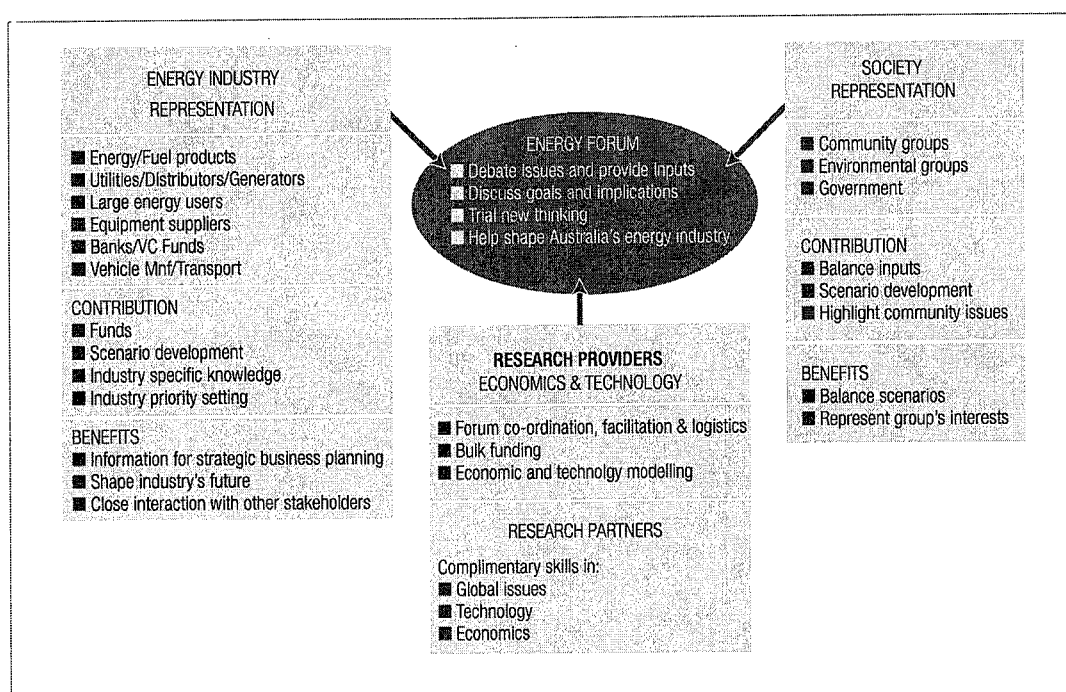 ENERGY INDUSTRY
REPRESENTATION
■ Energy/Fuel products
■ Utilities/Distributors/Generators
■ Large energy users
■ Equipment suppliers
■ Banks/VC Funds
■ Vehicle Mnf/Transport
CONTRIBUTION
■ Funds
■ Scenario development
■ Industry specific knowledge
■ Industry priority setting
BENEFITS
■ Information for strategic business planning
■ Shape industry's future
■ Close interaction with other stakeholders
ENERGY FORUM
■ Debate issues and provide inputs
■ Discuss goals and implications
■ Trial new thinking
■ Help shape Australia's energy industry
RESEARCH PROVIDERS
ECONOMICS & TECHNOLOGY
■ Forum co-ordination, facilitation & logistics
■ Bulk funding
■ Economic and technolgy modelling
RESEARCH PARTNERS
Complimentary skills in:
■ Global issues
■ Technology
■ Economics
SOCIETY
REPRESENTATION
■ Community groups
■ Environmental groups
■ Government
CONTRIBUTION
■ Balance inputs
■ Scenario development
■ Highlight community issues
BENEFITS
■ Balance scenarios
■ Represent group's interests